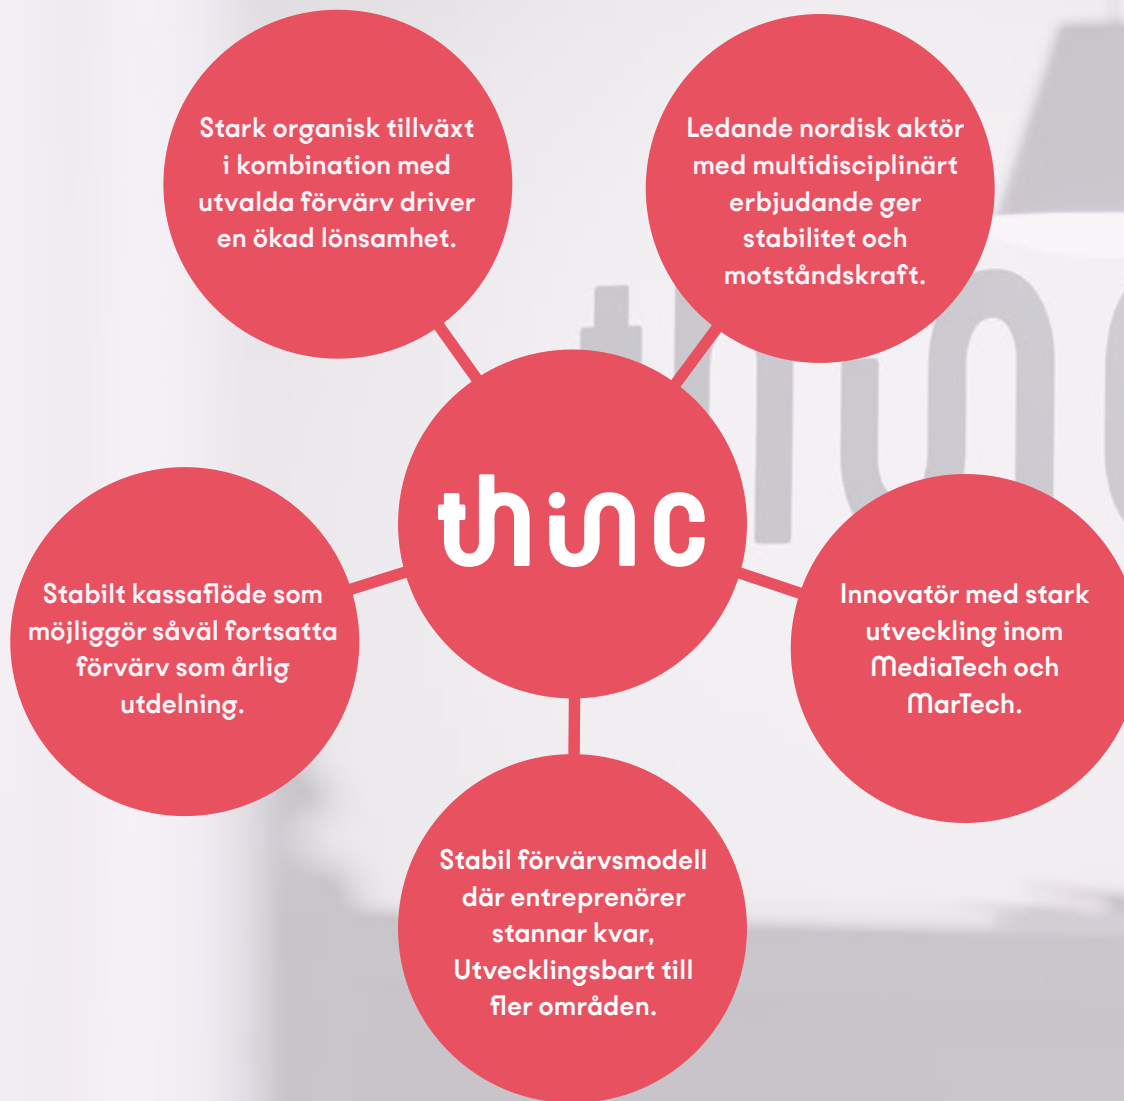 Stark organisk tillväxt
i kombination med
utvalda förvärv driver
en ökad lönsamhet.
Ledande nordisk aktör
med multidisciplinärt
erbjudande ger
stabilitet och
motståndskraft.
thinc
Stabilt kassaflöde som
möjliggör såväl fortsatta
förvärv som årlig
utdelning.
Innovatör med stark
utveckling inom
MediaTech och
MarTech.
Stabil förvärvsmodell
där entreprenörer
stannar kvar,
Utvecklingsbart till
fler områden.
thinc